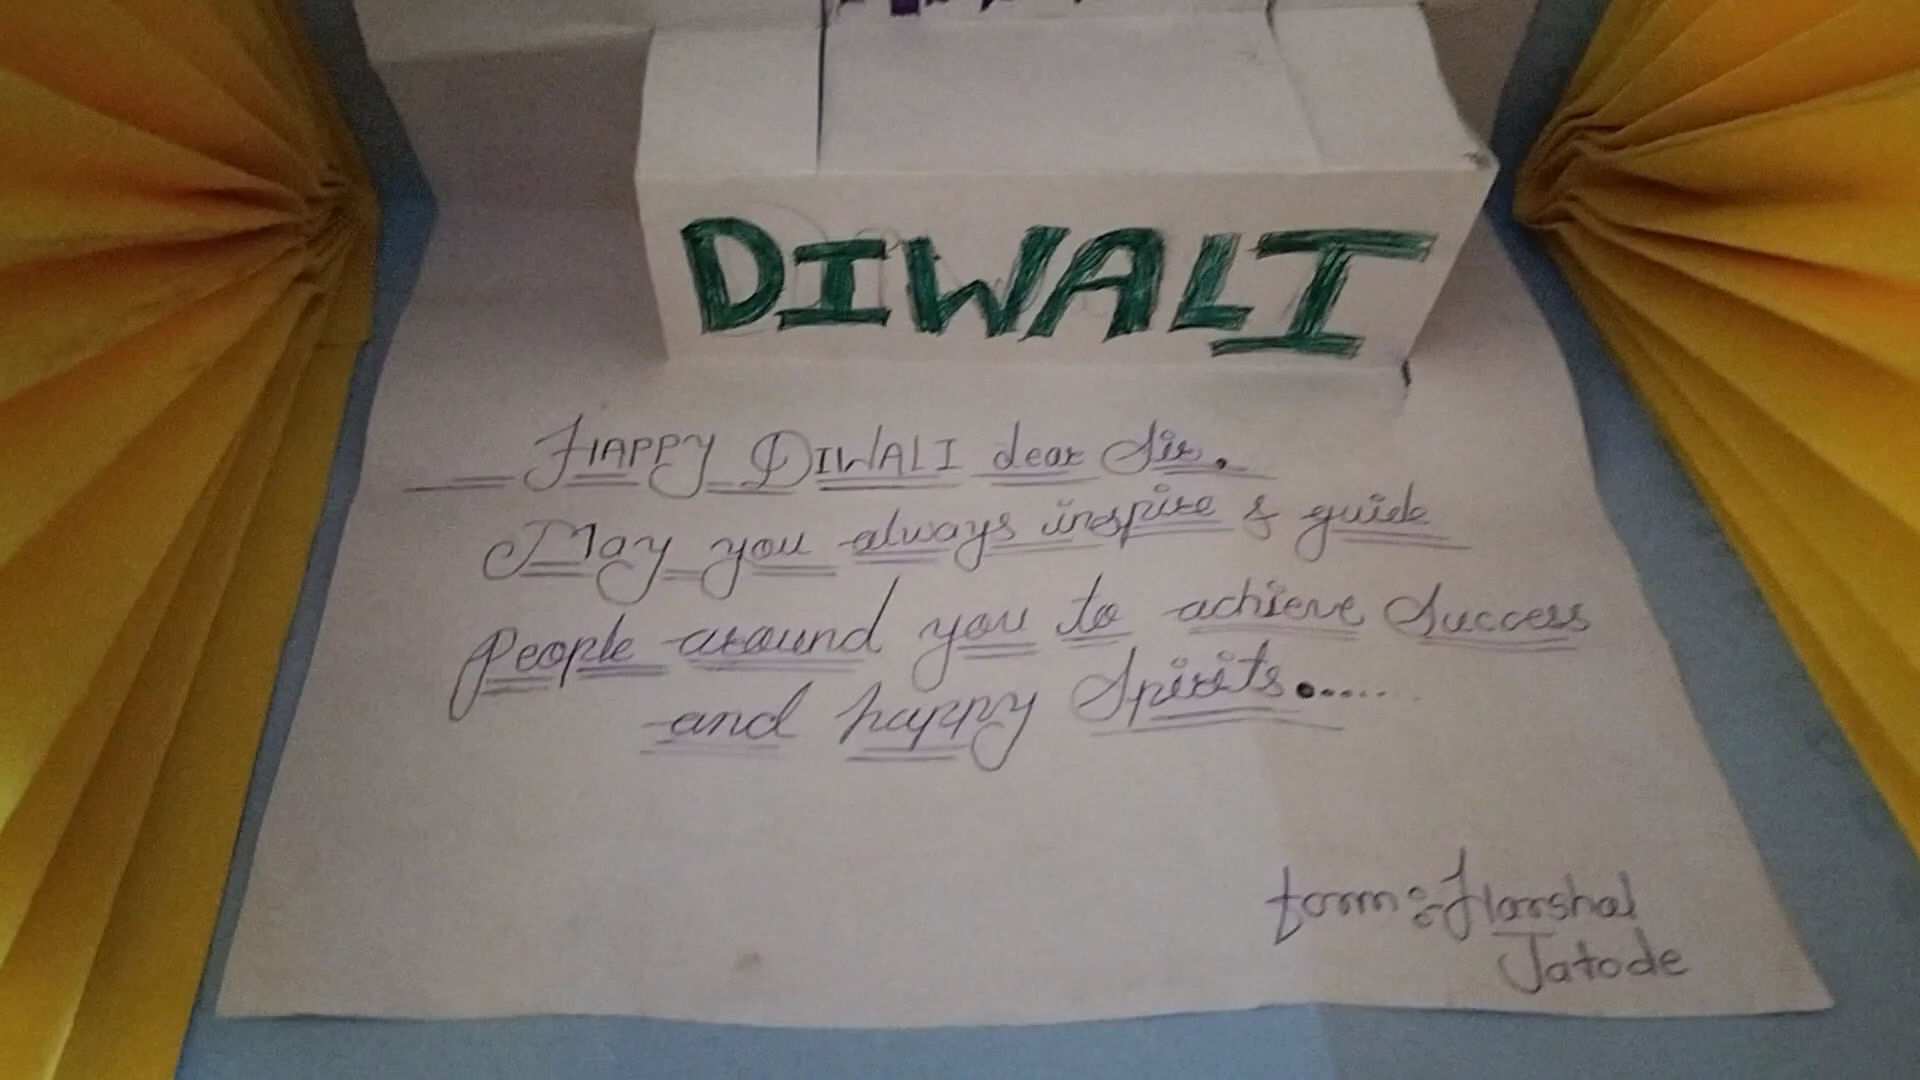 DIWALI
HAPPY DIWALI dear Sir.
May you always inspire & guide
People around you to achieve Success
and happy Spirits.......
form :- Harshal
Jatode